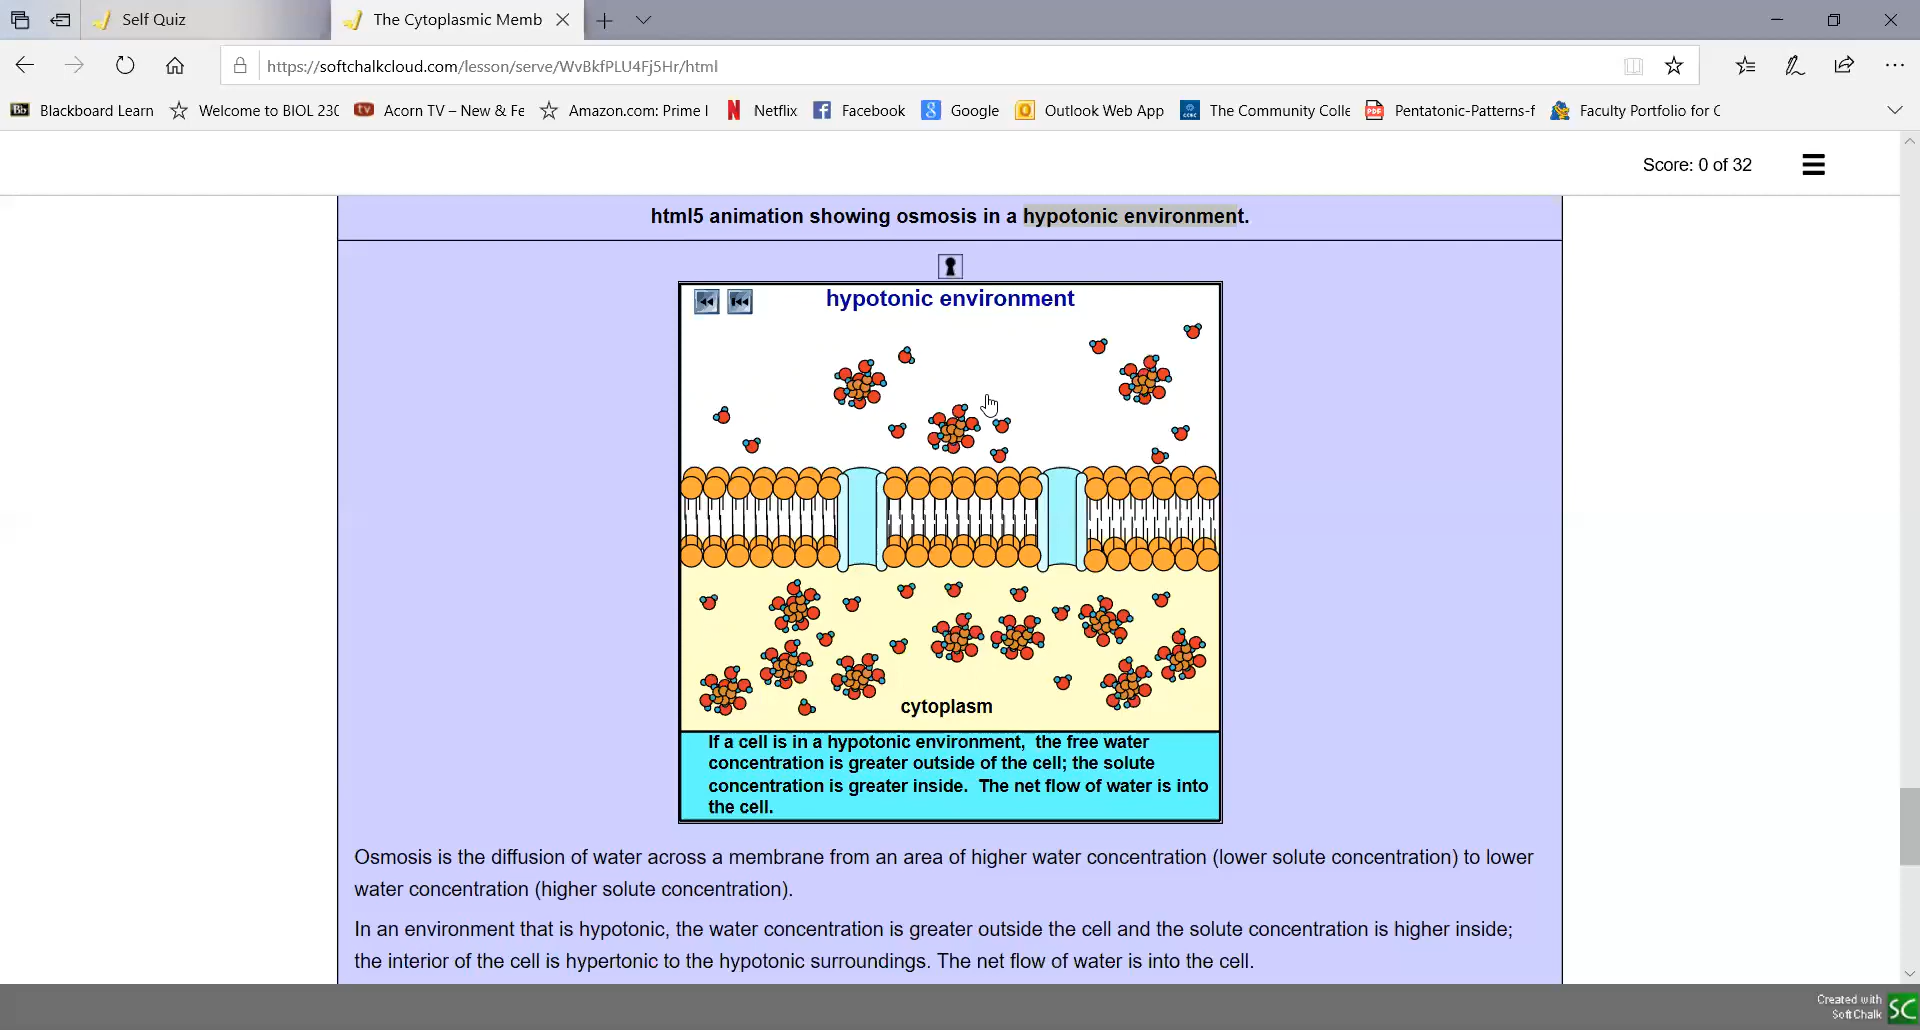 Self Quiz
The Cytoplasmic Memb
https://softchalkcloud.com/lesson/serve/WvBkfPLU4Fj5Hr/html
Bb Blackboard Learn
Welcome to BIOL 230
tv Acorn TV – New & Fe
Amazon.com: Prime I
N Netflix
f Facebook
8 Google
O Outlook Web App
The Community Colle
PDF Pentatonic-Patterns-f
Faculty Portfolio for C
Score: 0 of 32
html5 animation showing osmosis in a hypotonic environment.
hypotonic environment
cytoplasm
If a cell is in a hypotonic environment, the free water
concentration is greater outside of the cell; the solute
concentration is greater inside. The net flow of water is into
the cell.
Osmosis is the diffusion of water across a membrane from an area of higher water concentration (lower solute concentration) to lower
water concentration (higher solute concentration).
In an environment that is hypotonic, the water concentration is greater outside the cell and the solute concentration is higher inside;
the interior of the cell is hypertonic to the hypotonic surroundings. The net flow of water is into the cell.
Created with
SoftChalk
SC